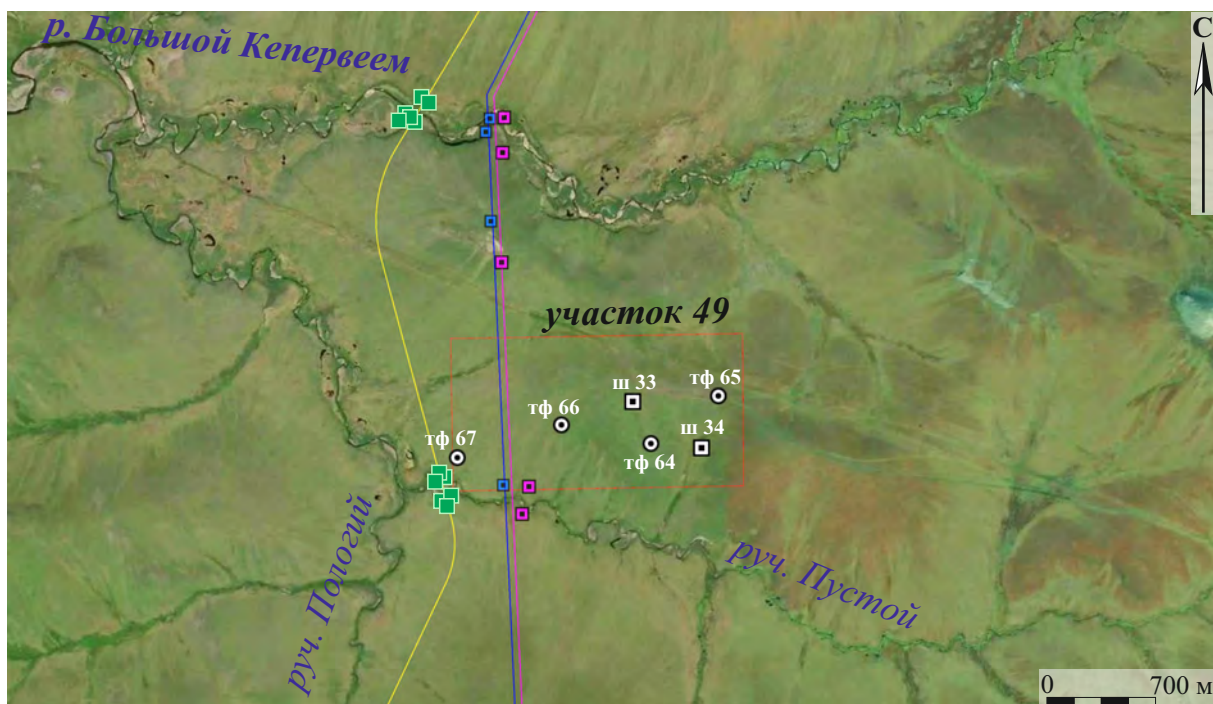 р. Большой Кепервеем
С
участок 49
ш 33
тф 65
тф 66
ш 34
тф 67
тф 64
руч. Пологий
руч. Пустой
0 700 м